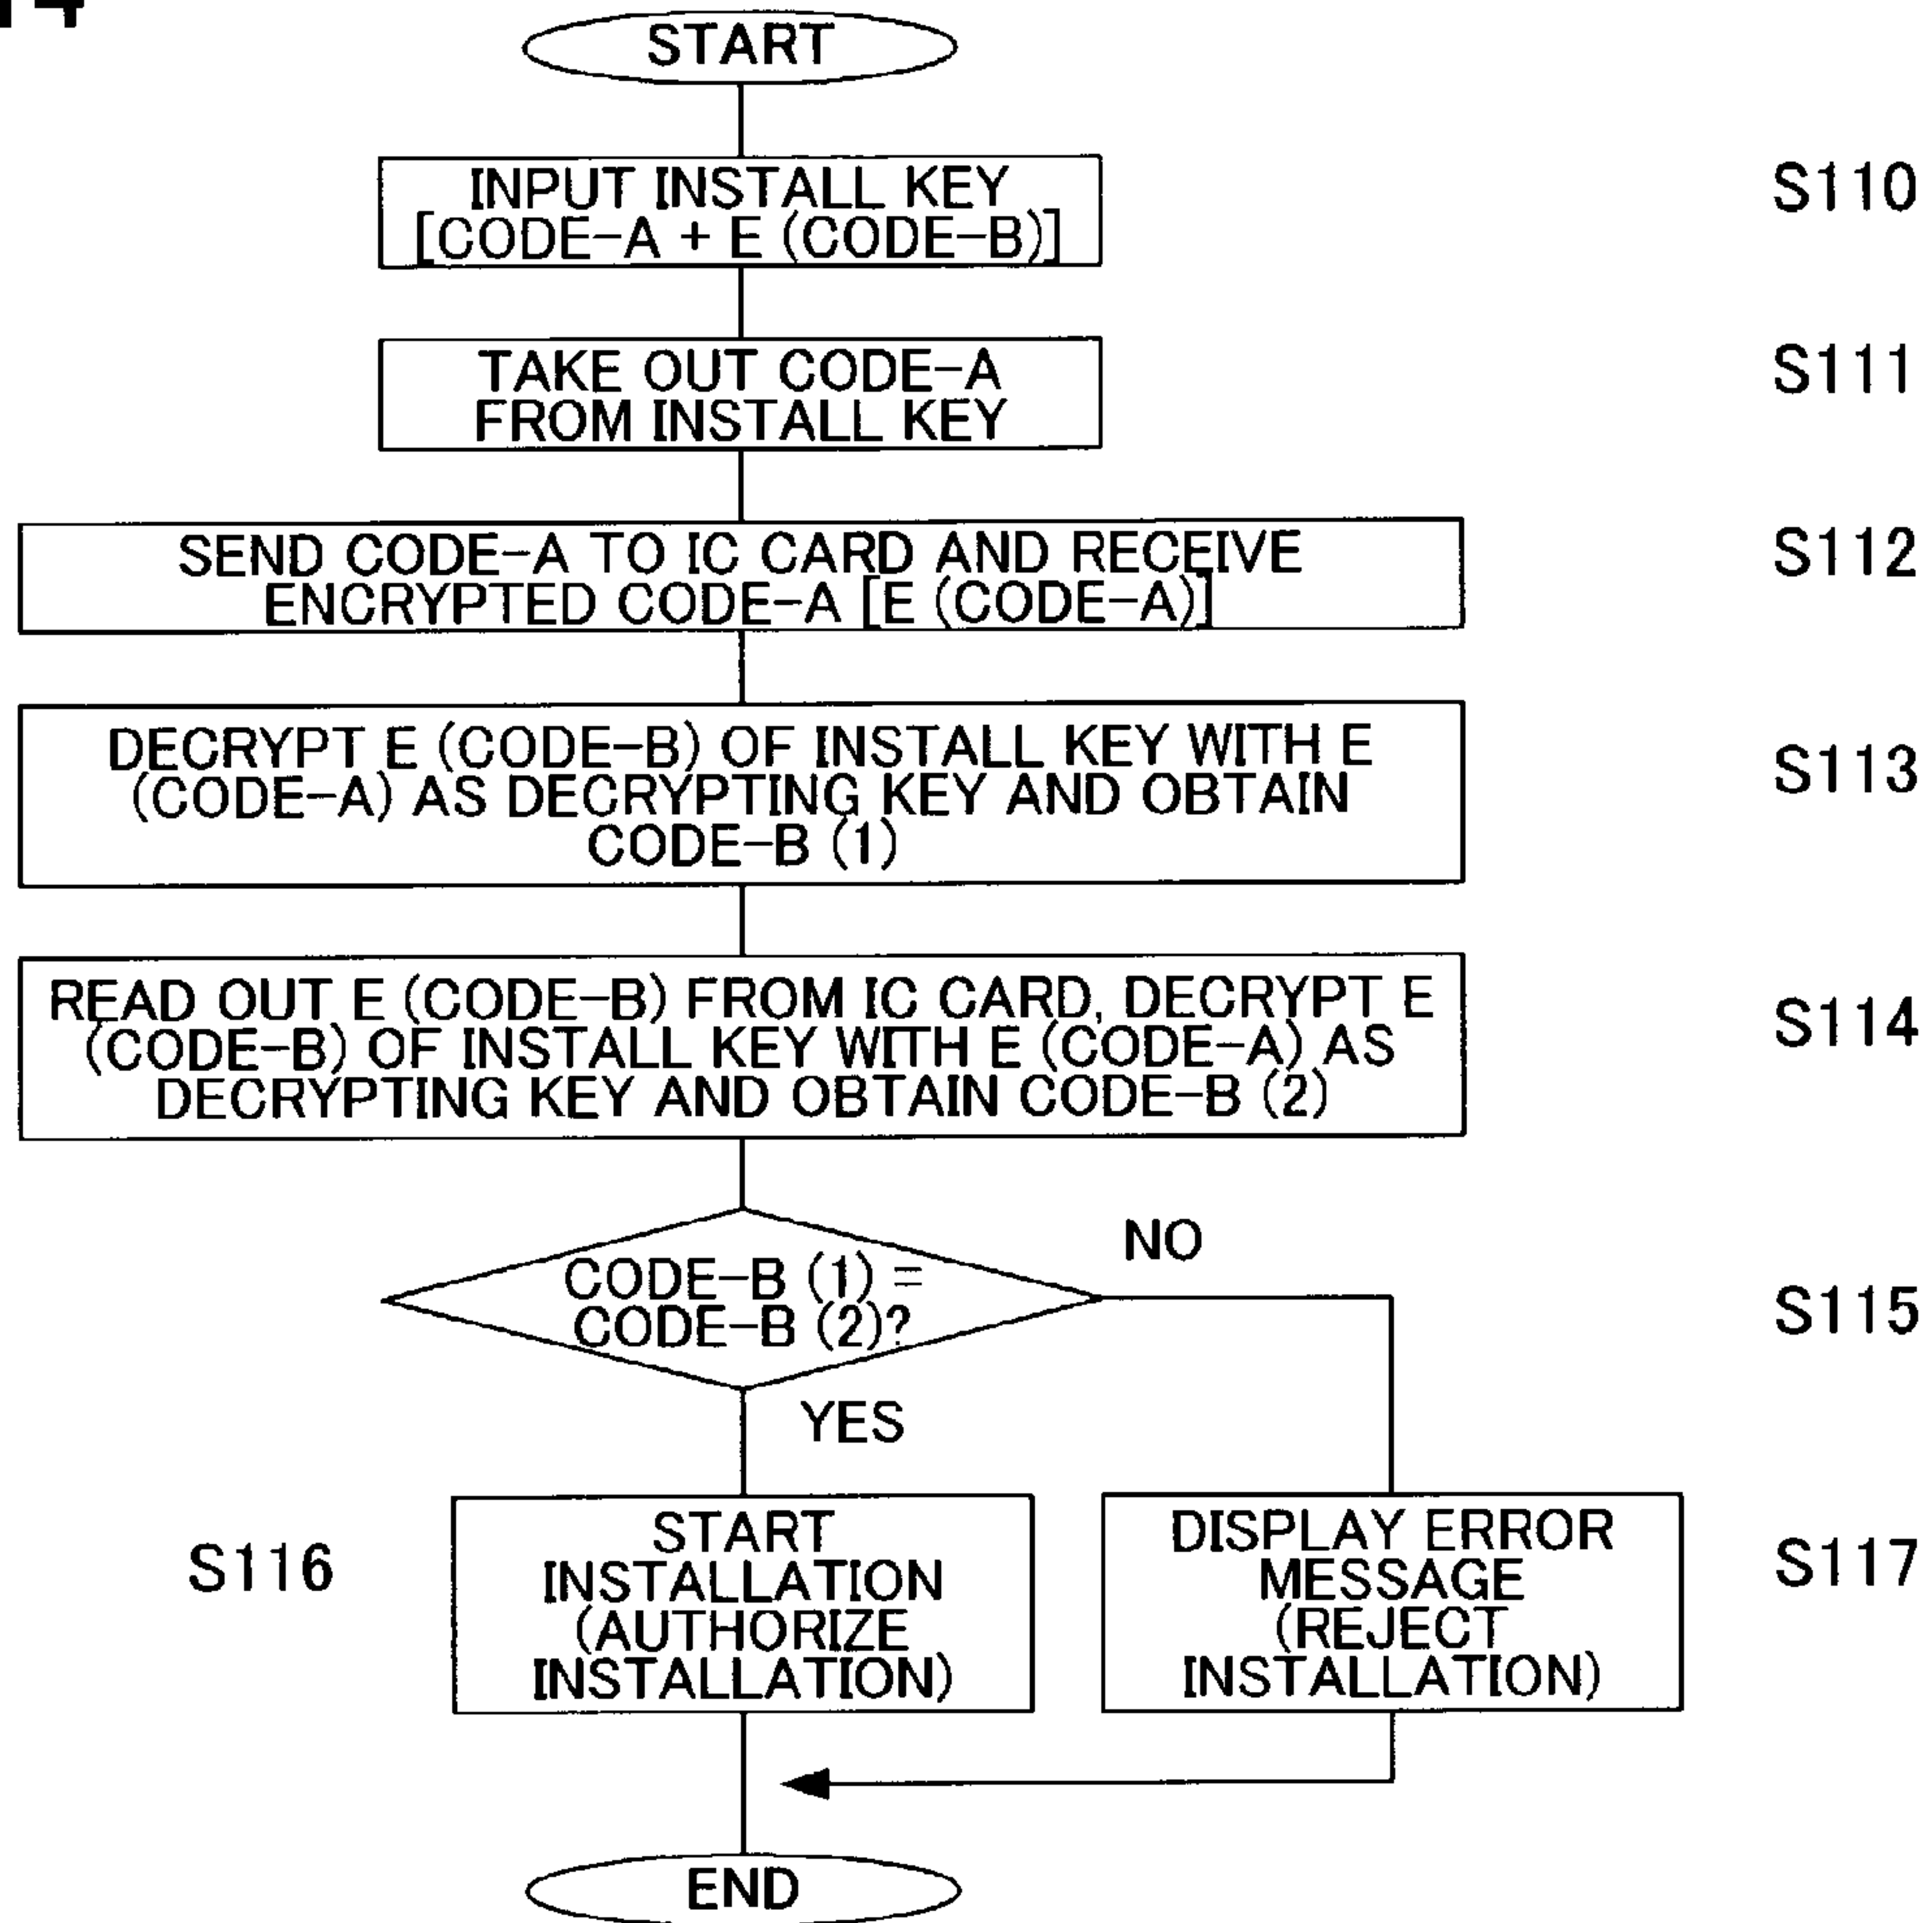 START
INPUT INSTALL KEY
[CODE-A + E (CODE-B)]
S110
TAKE OUT CODE-A
FROM INSTALL KEY
S111
SEND CODE-A TO IC CARD AND RECEIVE
ENCRYPTED CODE-A [E (CODE-A)]
S112
DECRYPT E (CODE-B) OF INSTALL KEY WITH E
(CODE-A) AS DECRYPTING KEY AND OBTAIN
CODE-B (1)
S113
READ OUT E (CODE-B) FROM IC CARD, DECRYPT E
(CODE-B) OF INSTALL KEY WITH E (CODE-A) AS
DECRYPTING KEY AND OBTAIN CODE-B (2)
S114
CODE-B (1) =
CODE-B (2)?
NO
S115
YES
S116
START
INSTALLATION
(AUTHORIZE
INSTALLATION)
DISPLAY ERROR
MESSAGE
(REJECT
INSTALLATION)
S117
END